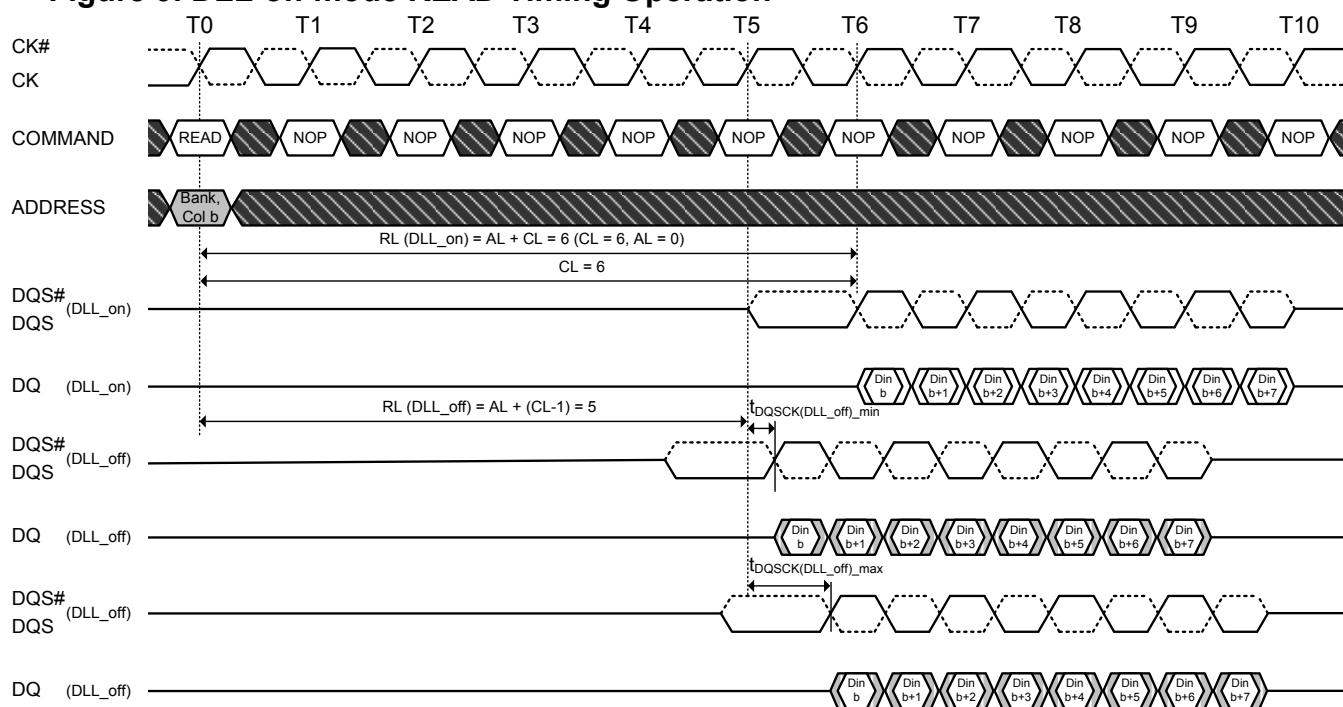 Figure 6. DLL-off mode READ Timing Operation
T0 T1 T2 T3 T4 T5 T6 T7 T8 T9 T10
CK#
CK
COMMAND READ NOP NOP NOP NOP NOP NOP NOP NOP NOP NOP
ADDRESS
Bank,
Col b
RL (DLL_on) = AL + CL = 6 (CL = 6, AL = 0)
CL = 6
DQS#
(DLL_on)
DQS
DQ (DLL_on)
Din b
Din b+1
Din b+2
Din b+3
Din b+4
Din b+5
Din b+6
Din b+7
RL (DLL_off) = AL + (CL-1) = 5
tDQSCK(DLL_off)_min
DQS#
(DLL_off)
DQS
DQ (DLL_off)
Din b
Din b+1
Din b+2
Din b+3
Din b+4
Din b+5
Din b+6
Din b+7
tDQSCK(DLL_off)_max
DQS#
(DLL_off)
DQS
DQ (DLL_off)
Din b
Din b+1
Din b+2
Din b+3
Din b+4
Din b+5
Din b+6
Din b+7